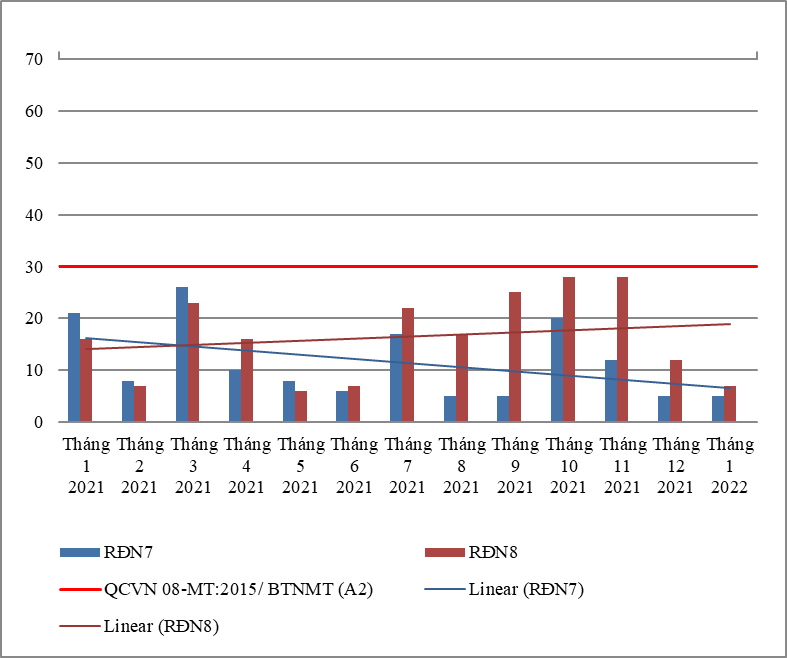 70
60
50
40
30
20
10
0
Tháng Tháng Tháng Tháng Tháng Tháng Tháng Tháng Tháng Tháng Tháng Tháng Tháng
1 2 3 4 5 6 7 8 9 10 11 12 1
2021 2021 2021 2021 2021 2021 2021 2021 2021 2021 2021 2021 2022
RĐN7 RĐN8
QCVN 08-MT:2015/ BTNMT (A2) Linear (RĐN7)
Linear (RĐN8)